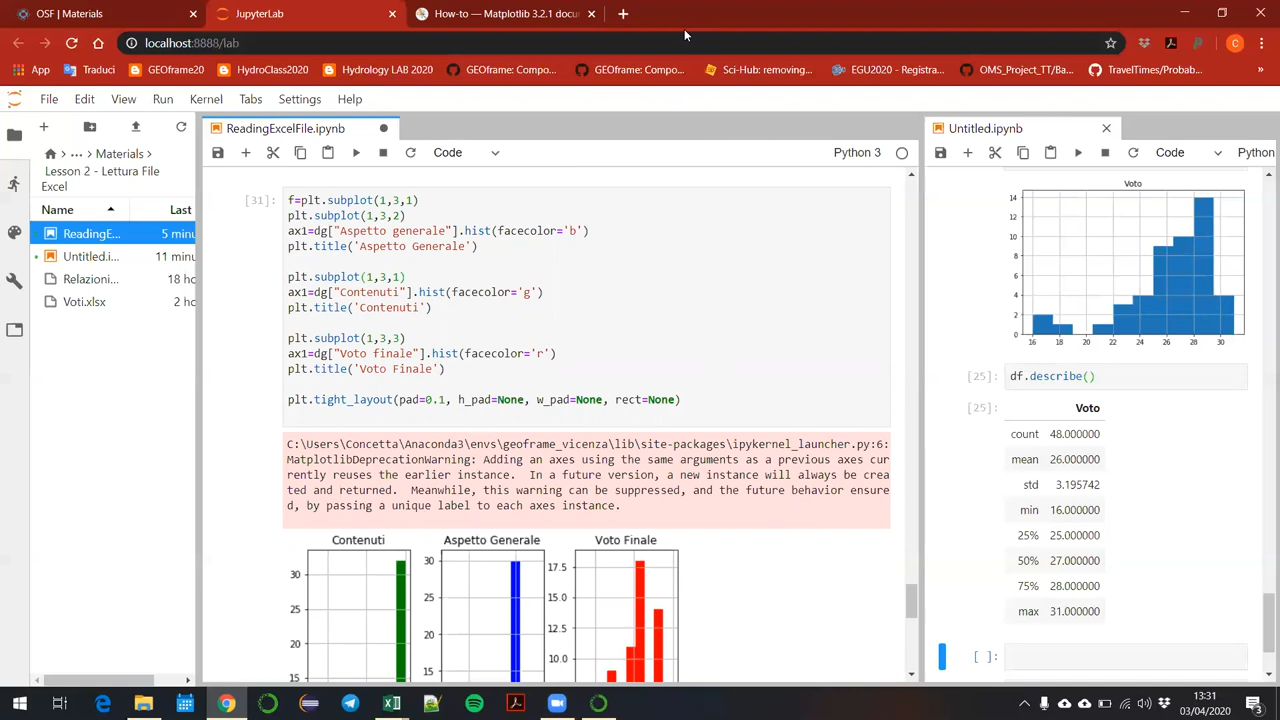 OSF | Materials
JupyterLab
How-to — Matplotlib 3.2.1 docu
localhost:8888/lab
C
App
Traduci
GEOframe20
HydroClass2020
Hydrology LAB 2020
GEOframe: Compo...
GEOframe: Compo...
Sci-Hub: removing...
EGU2020 - Registra...
OMS_Project_TT/Ba...
TravelTimes/Probab...
File Edit View Run Kernel Tabs Settings Help
ReadingExcelFile.ipynb
Code
Python 3
Untitled.ipynb
Code
Python
··· Materials
Lesson 2 - Lettura File
Excel
Name Last
ReadingE... 5 minu
Untitled.i... 11 minu
Relazioni... 18 ho
Voti.xlsx 2 ho
[31]:
f=plt.subplot(1,3,1)
plt.subplot(1,3,2)
ax1=dg["Aspetto generale"].hist(facecolor='b')
plt.title('Aspetto Generale')
plt.subplot(1,3,1)
ax1=dg["Contenuti"].hist(facecolor='g')
plt.title('Contenuti')
plt.subplot(1,3,3)
ax1=dg["Voto finale"].hist(facecolor='r')
plt.title('Voto Finale')
plt.tight_layout(pad=0.1, h_pad=None, w_pad=None, rect=None)
C:\Users\Concetta\Anaconda3\envs\geoframe_vicenza\lib\site-packages\ipykernel_launcher.py:6:
MatplotlibDeprecationWarning: Adding an axes using the same arguments as a previous axes cur
rently reuses the earlier instance.  In a future version, a new instance will always be crea
ted and returned.  Meanwhile, this warning can be suppressed, and the future behavior ensure
d, by passing a unique label to each axes instance.
Contenuti
30
25
20
15
Aspetto Generale
30
25
20
15
Voto Finale
17.5
15.0
12.5
10.0
Voto
14
12
10
8
6
4
2
0
16 18 20 22 24 26 28 30
[25]: df.describe()
[25]:
Voto
count 48.000000
mean 26.000000
std 3.195742
min 16.000000
25% 25.000000
50% 27.000000
75% 28.000000
max 31.000000
[ ]:
13:31
03/04/2020
3